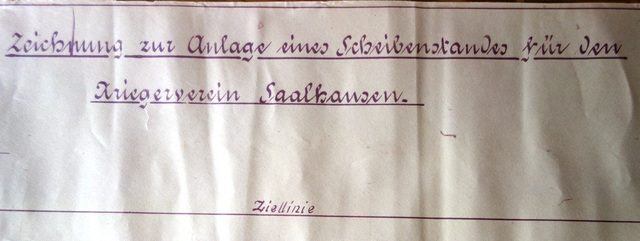 Zeichnung zur Anlage eines Scheibenstandes für den
Kriegerverein Saalhausen.
Ziellinie